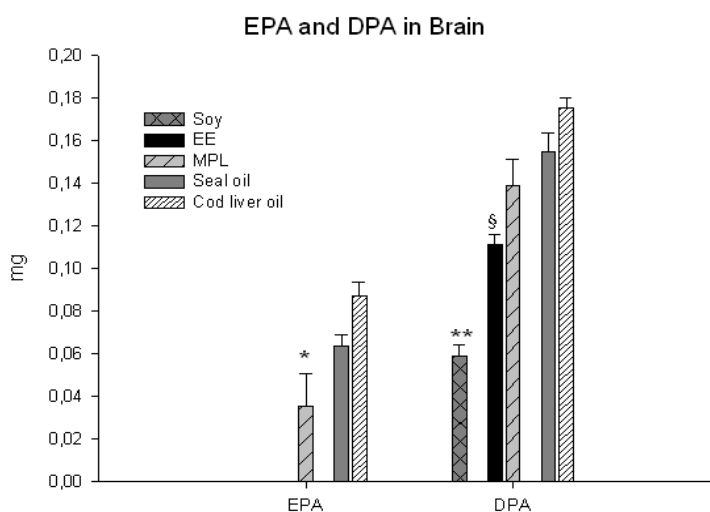 EPA and DPA in Brain
0,20
0,18
0,16
0,14
0,12
0,10
0,08
0,06
0,04
0,02
0,00
mg
Soy
EE
MPL
Seal oil
Cod liver oil
*
**
§
EPA DPA